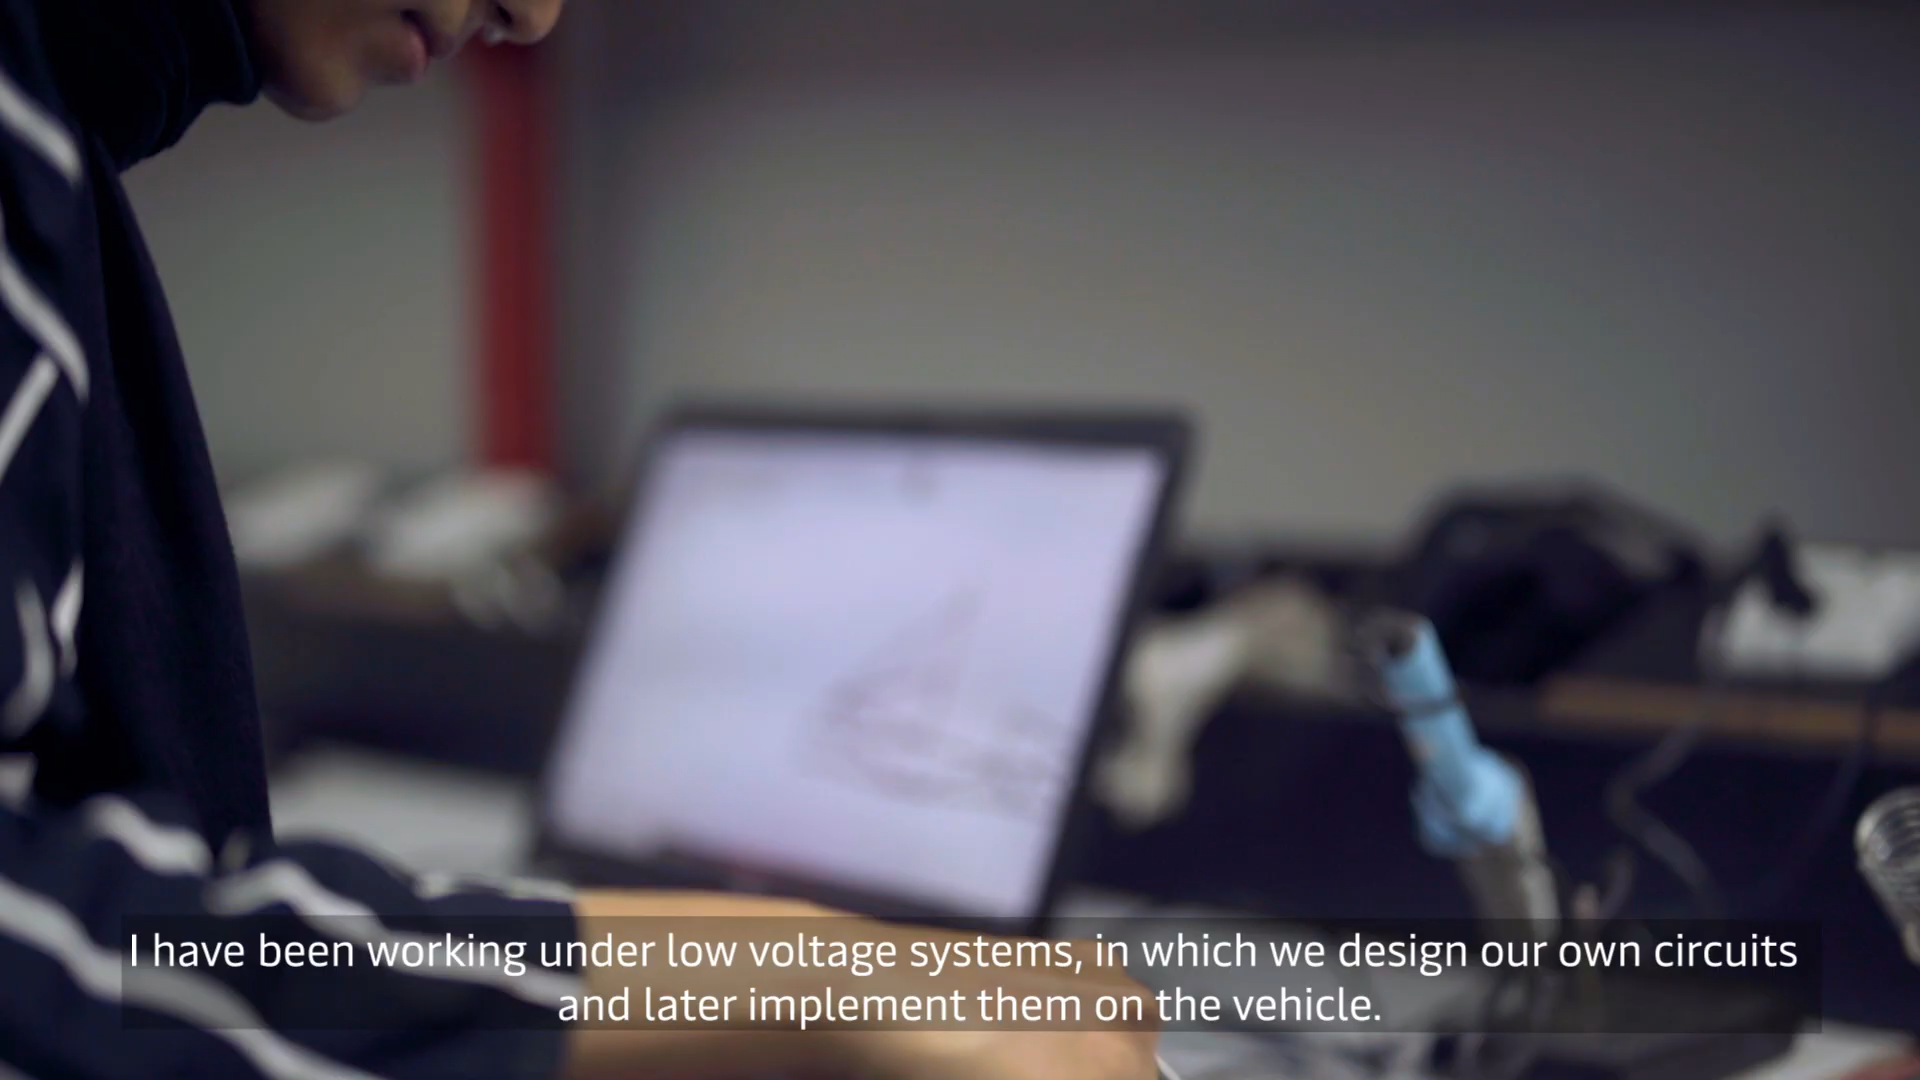 I have been working under low voltage systems, in which we design our own circuits
and later implement them on the vehicle.